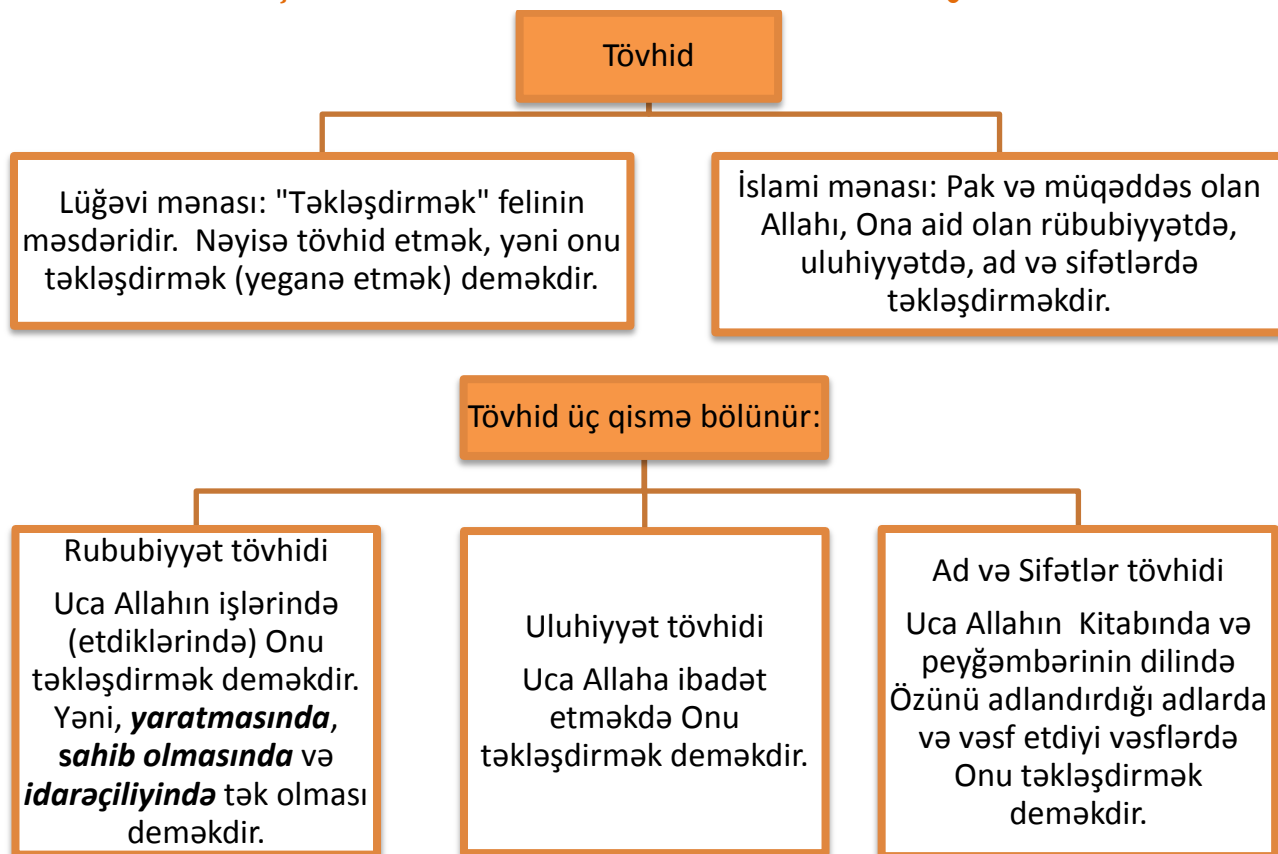 Tövhid
Lüğəvi mənası: "Təkləşdirmək" felinin
məsdəridir. Nəyisə tövhid etmək, yəni onu
təkləşdirmək (yeganə etmək) deməkdir.
İslami mənası: Pak və müqəddəs olan
Allahı, Ona aid olan rübubiyyətdə,
uluhiyyətdə, ad və sifətlərdə
təkləşdirməkdir.
Tövhid üç qismə bölünür:
Rububiyyət tövhidi
Uca Allahın işlərində
(etdiklərində) Onu
təkləşdirmək deməkdir.
Yəni, yaratmasında,
sahib olmasında və
idarəçiliyində tək olması
deməkdir.
Uluhiyyət tövhidi
Uca Allaha ibadət
etməkdə Onu
təkləşdirmək deməkdir.
Ad və Sifətlər tövhidi
Uca Allahın Kitabında və
peyğəmbərinin dilində
Özünü adlandırdığı adlarda
və vəsf etdiyi vəsflərdə
Onu təkləşdirmək
deməkdir.